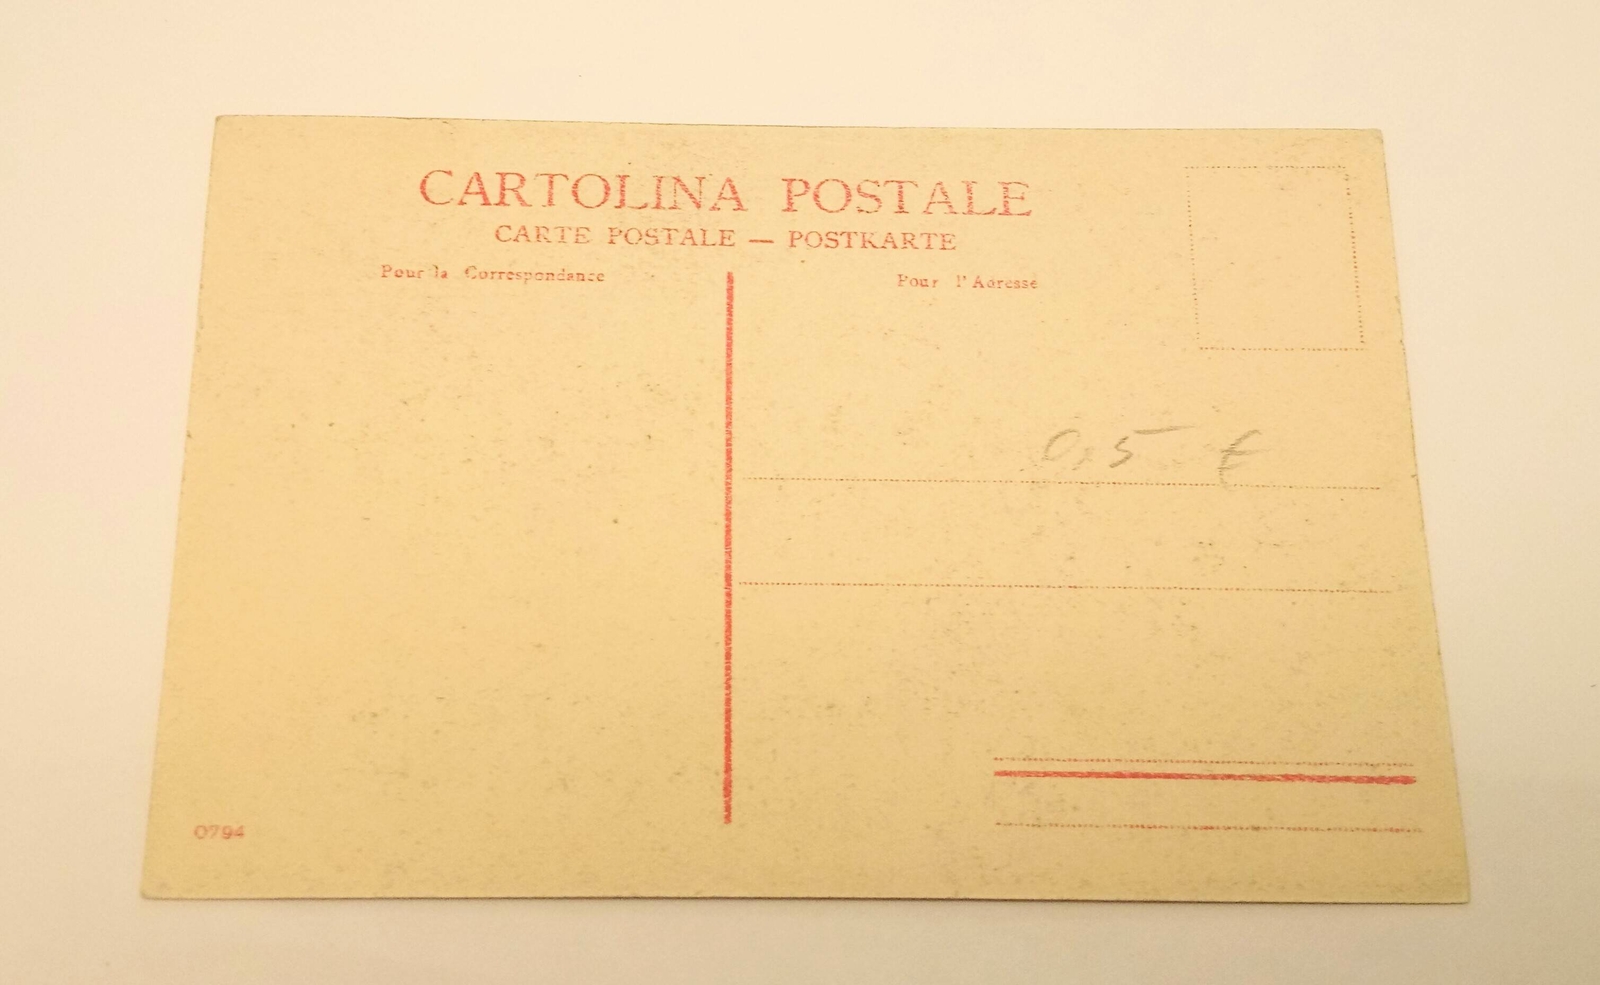 CARTOLINA POSTALE
CARTE POSTALE — POSTKARTE
Pour la Correspondance
Pour l'Adresse
0,5 €
0794